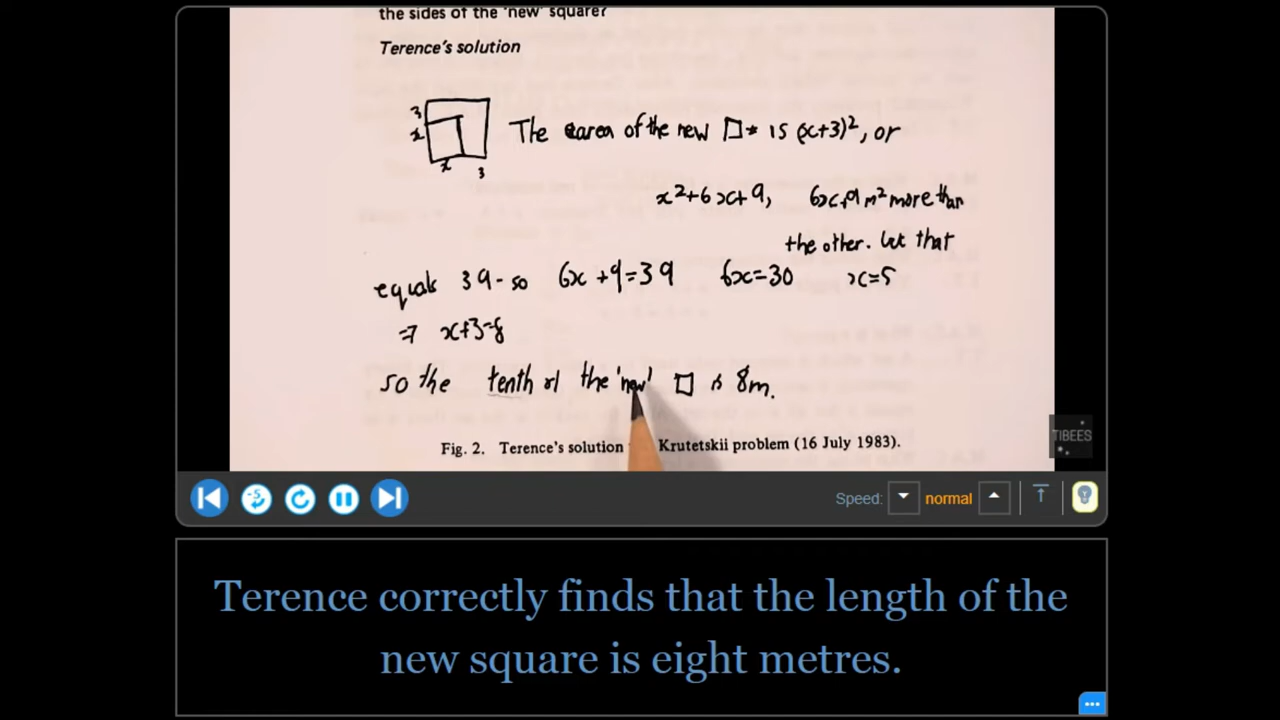 the sides of the 'new' square?
Terence's solution
3
x
x
3
The area of the new □ is (x+3)², or
x²+6x+9, 6x+9 m² more than
the other. Let that
equals 39 - so 6x+9=39 6x=30 x=5
⇒ x+3=8
so the tenth of the 'new' □ is 8m.
Fig. 2. Terence's solution Krutetskii problem (16 July 1983).
TIBEES
-5
Speed: normal
Terence correctly finds that the length of the
new square is eight metres.